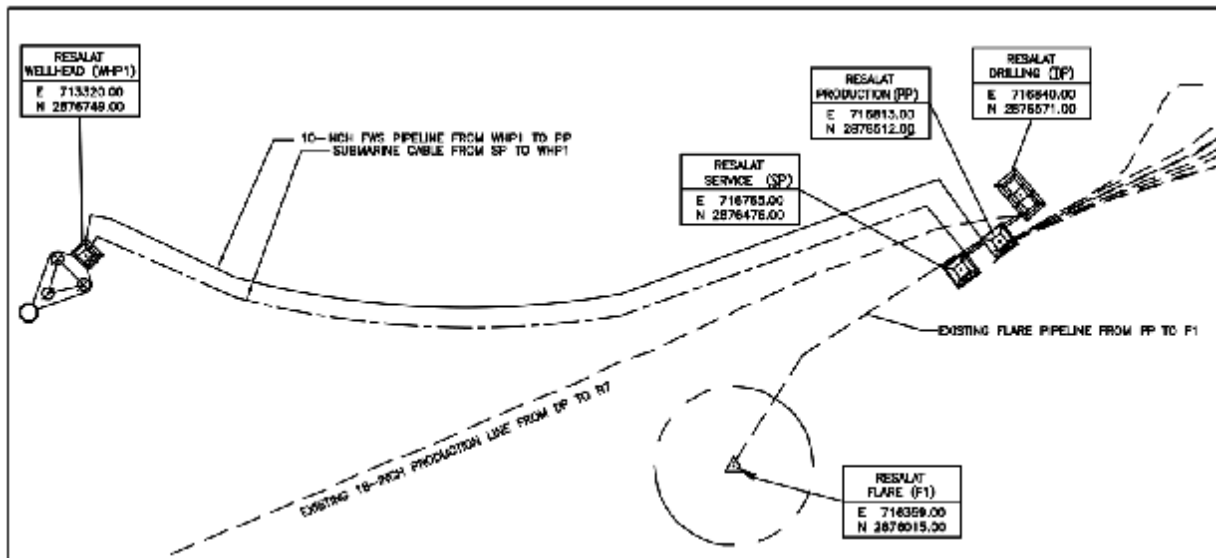 RESALAT
WELLHEAD (WHP1)
E 713320.00
N 2876749.00
RESALAT
DRILLING (DP)
E 716840.00
N 2876571.00
RESALAT
PRODUCTION (PP)
E 716813.00
N 2876512.00
10-INCH FWS PIPELINE FROM WHP1 TO PP
SUBMARINE CABLE FROM SP TO WHP1
RESALAT
SERVICE (SP)
E 716765.00
N 2876476.00
EXISTING FLARE PIPELINE FROM PP TO F1
EXISTING 18-INCH PRODUCTION LINE FROM DP TO R7
RESALAT
FLARE (F1)
E 716359.00
N 2876015.00